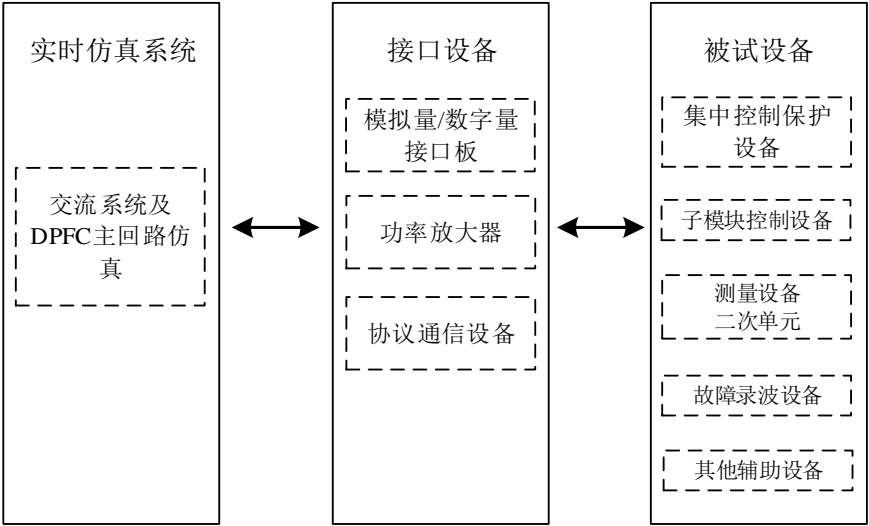 实时仿真系统
交流系统及
DPFC主回路仿
真
接口设备
模拟量/数字量
接口板
功率放大器
协议通信设备
被试设备
集中控制保护
设备
子模块控制设备
测量设备
二次单元
故障录波设备
其他辅助设备